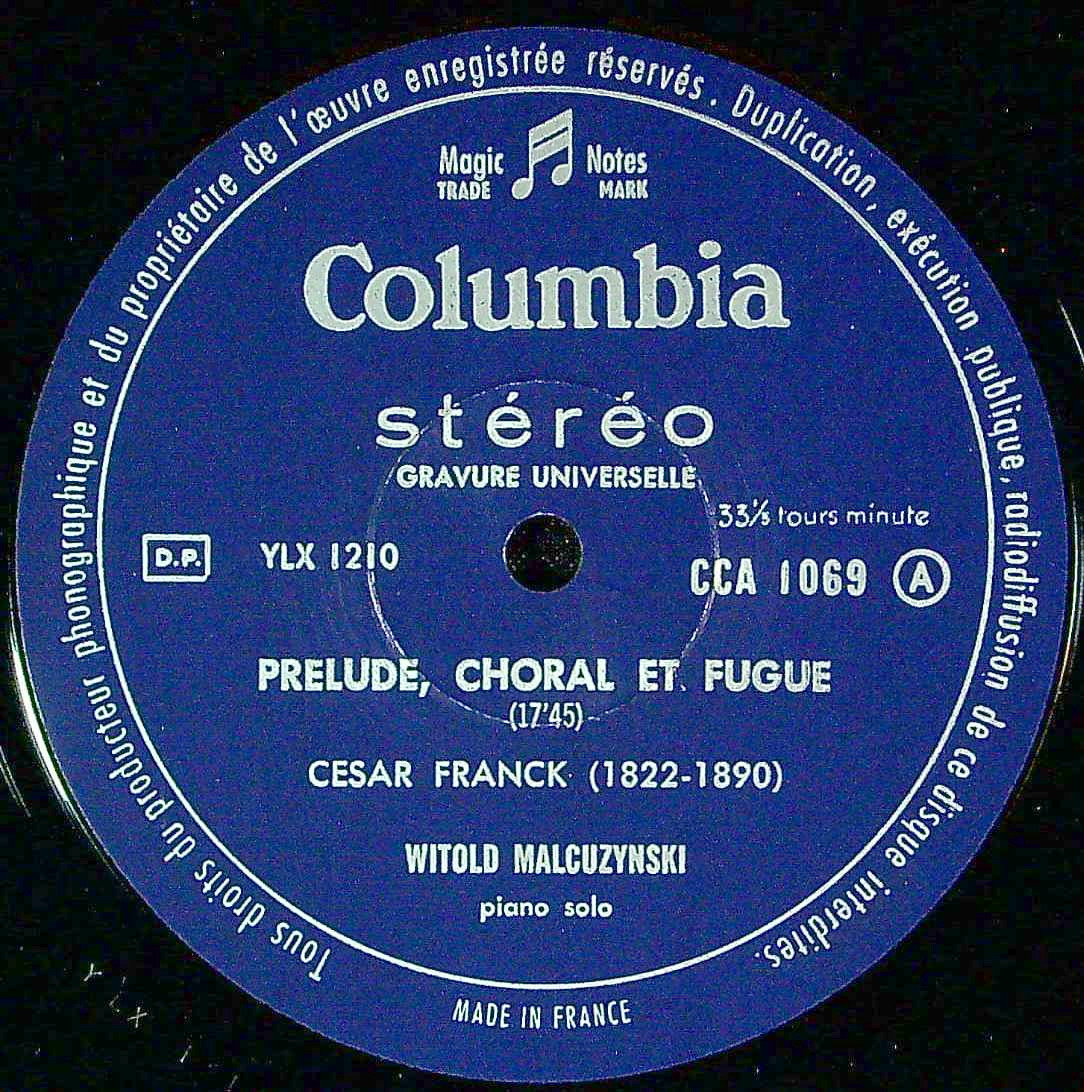 Tous droits du producteur phonographique et du propriétaire de l'œuvre enregistrée réservés. Duplication, exécution publique, radiodiffusion de ce disque interdites.
Magic Notes
TRADE MARK
Columbia
stéréo
GRAVURE UNIVERSELLE
33⅓ tours minute
D.P. YLX 1210
CCA 1069 A
PRELUDE, CHORAL ET FUGUE
(17'45)
CESAR FRANCK (1822-1890)
WITOLD MALCUZYNSKI
piano solo
MADE IN FRANCE
YLX